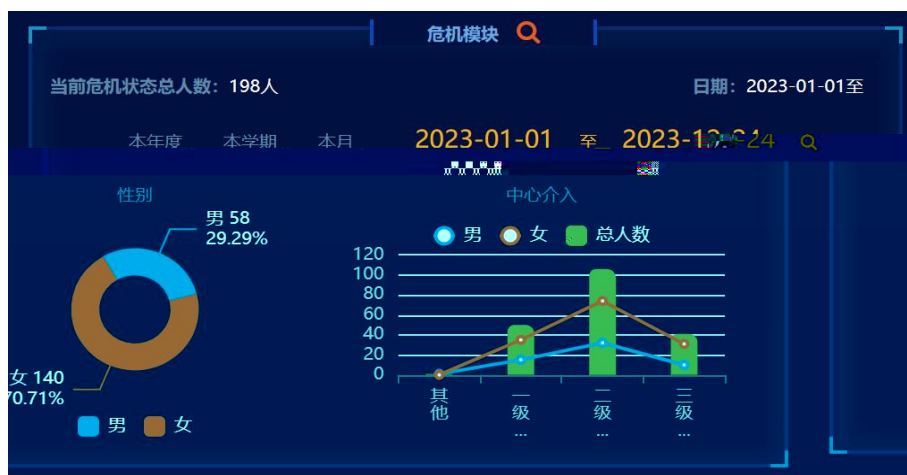 危机模块
当前危机状态总人数：198人
日期：2023-01-01至
本年度 本学期 本月 2023-01-01 至
性别
男 58
29.29%
女 140
70.71%
男 女
中心介入
男 女 总人数
120
100
80
60
40
20
0
其他 一级... 二级... 三级...